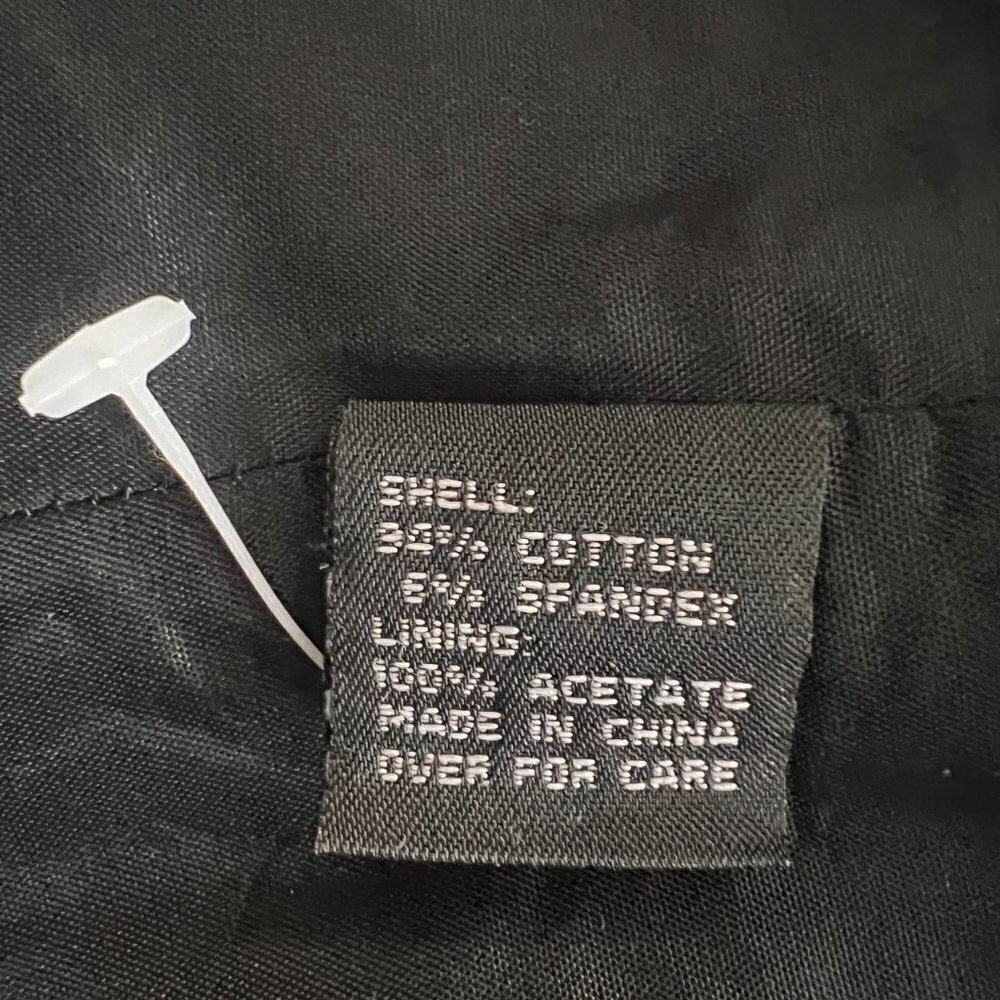 SHELL:
COTTON
SPANDEX
LINING:
100% ACETATE
MADE IN CHINA
OVER FOR CARE